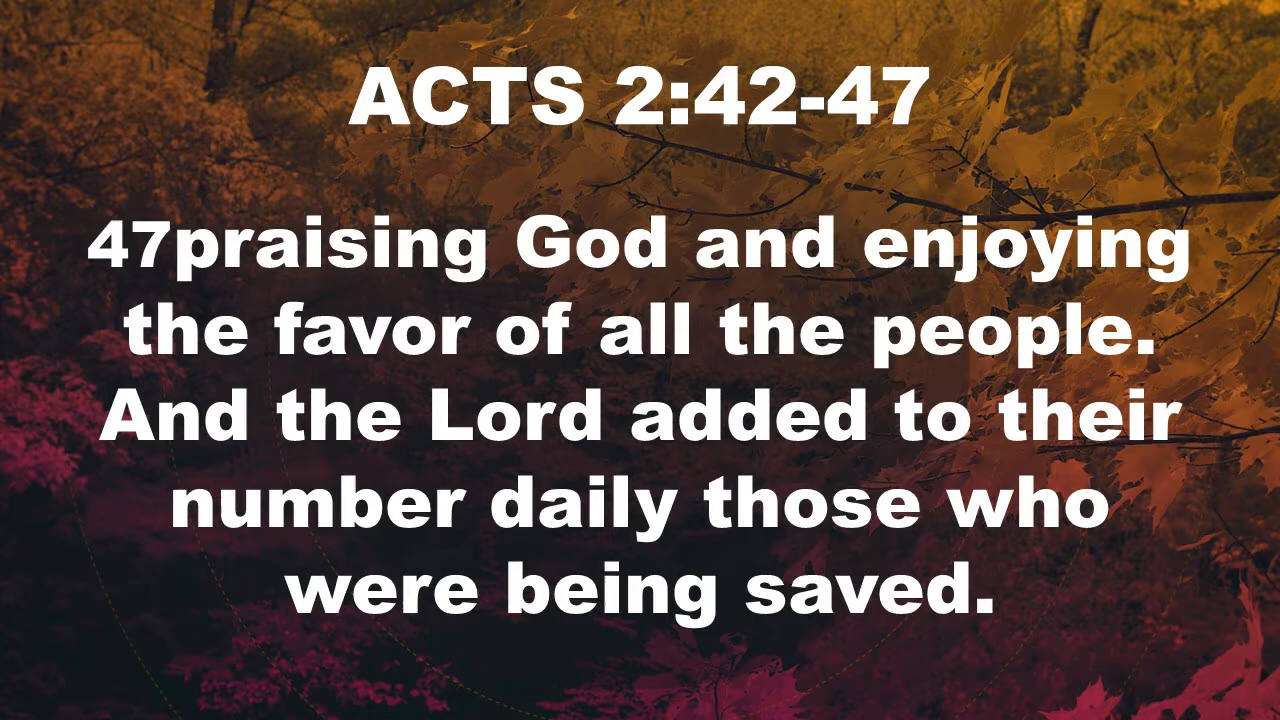 ACTS 2:42-47
47praising God and enjoying
the favor of all the people.
And the Lord added to their
number daily those who
were being saved.